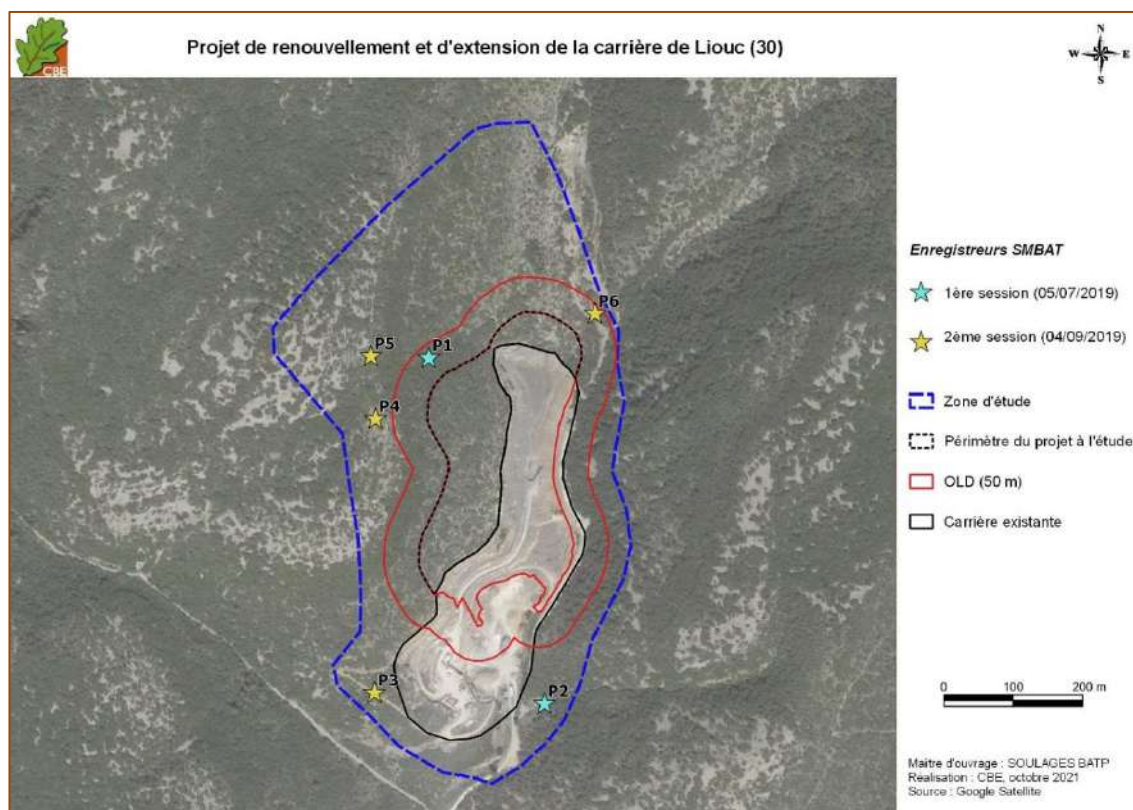 Projet de renouvellement et d'extension de la carrière de Liouc (30)
CBE
N
W E
S
P6
P5
P1
P4
P3
P2
Enregistreurs SMBAT
1ère session (05/07/2019)
2ème session (04/09/2019)
Zone d'étude
Périmètre du projet à l'étude
OLD (50 m)
Carrière existante
0 100 200 m
Maître d'ouvrage : SOULAGES BATP
Réalisation : CBE, octobre 2021
Source : Google Satellite